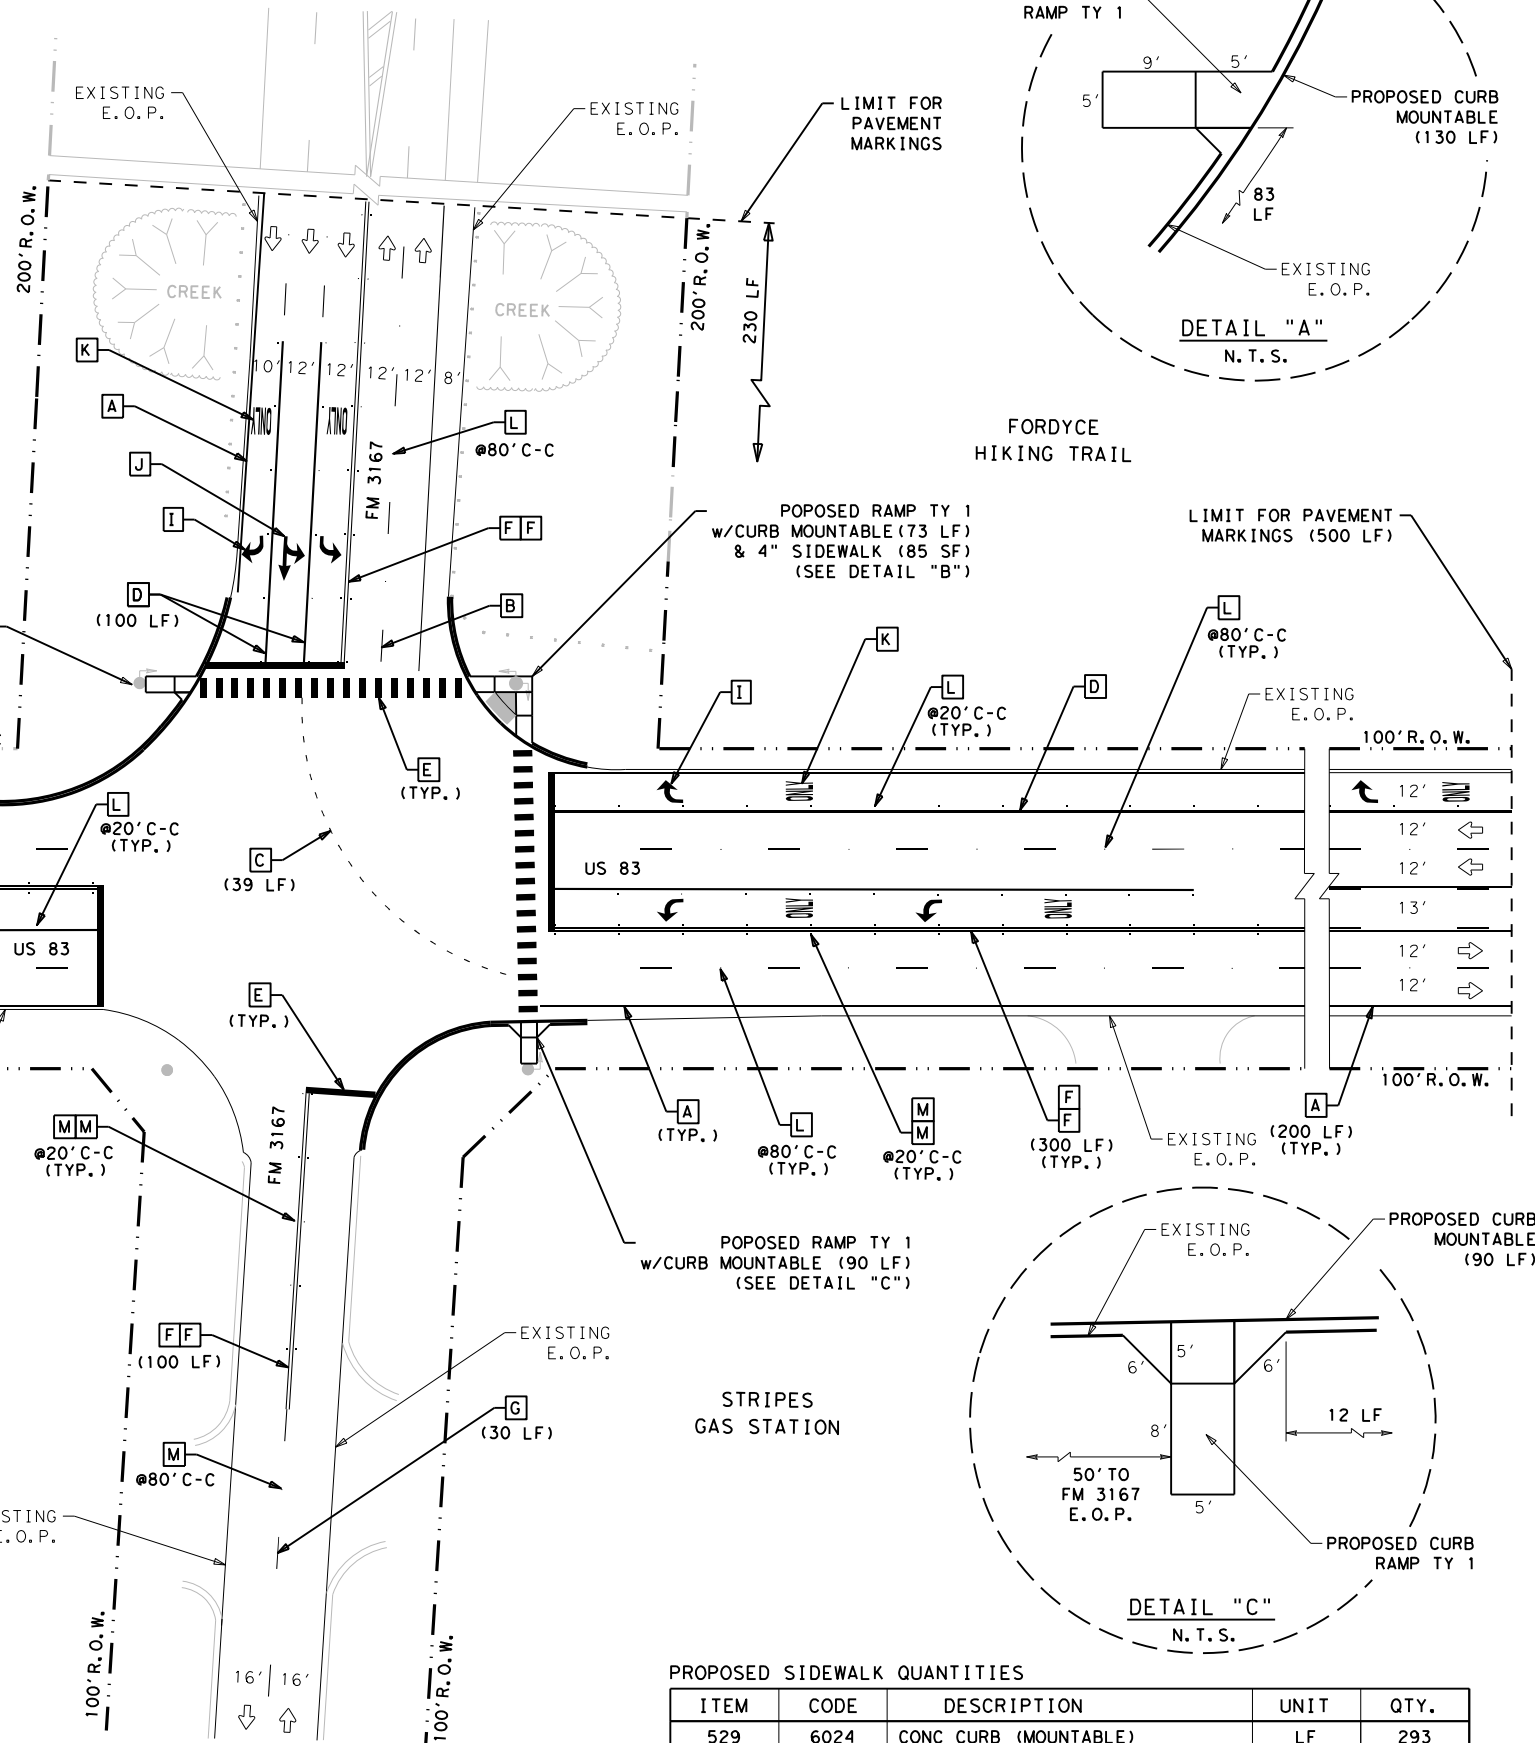 RAMP TY 1
9'
5'
5'
PROPOSED CURB
MOUNTABLE
(130 LF)
83
LF
EXISTING
E.O.P.
DETAIL "A"
N.T.S.
EXISTING
E.O.P.
EXISTING
E.O.P.
LIMIT FOR
PAVEMENT
MARKINGS
200'R.O.W.
CREEK
CREEK
200'R.O.W.
230 LF
K
A
J
I
D
(100 LF)
10'
12'
12'
12'
12'
8'
ONLY
ONLY
FM 3167
L
@80'C-C
F F
B
FORDYCE
HIKING TRAIL
POPOSED RAMP TY 1
w/CURB MOUNTABLE(73 LF)
& 4" SIDEWALK (85 SF)
(SEE DETAIL "B")
LIMIT FOR PAVEMENT
MARKINGS (500 LF)
K
L
@80'C-C
(TYP.)
I
L
@20'C-C
(TYP.)
D
EXISTING
E.O.P.
100'R.O.W.
E
(TYP.)
L
@20'C-C
(TYP.)
C
(39 LF)
US 83
US 83
ONLY
ONLY
ONLY
ONLY
12'
12'
12'
13'
12'
12'
E
(TYP.)
100'R.O.W.
A
(TYP.)
L
@80'C-C
(TYP.)
M
M
@20'C-C
(TYP.)
F
F
(300 LF)
(TYP.)
EXISTING
E.O.P.
A
(200 LF)
(TYP.)
M M
@20'C-C
(TYP.)
FM 3167
POPOSED RAMP TY 1
w/CURB MOUNTABLE (90 LF)
(SEE DETAIL "C")
F F
(100 LF)
EXISTING
E.O.P.
G
(30 LF)
M
@80'C-C
STING
E.O.P.
STRIPES
GAS STATION
EXISTING
E.O.P.
PROPOSED CURB
MOUNTABLE
(90 LF)
6'
5'
6'
8'
12 LF
50'TO
FM 3167
E.O.P.
5'
PROPOSED CURB
RAMP TY 1
DETAIL "C"
N.T.S.
100'R.O.W.
16'
16'
100'R.O.W.
PROPOSED SIDEWALK QUANTITIES
ITEM CODE DESCRIPTION UNIT QTY.
529 6024 CONC CURB (MOUNTABLE) LF 293